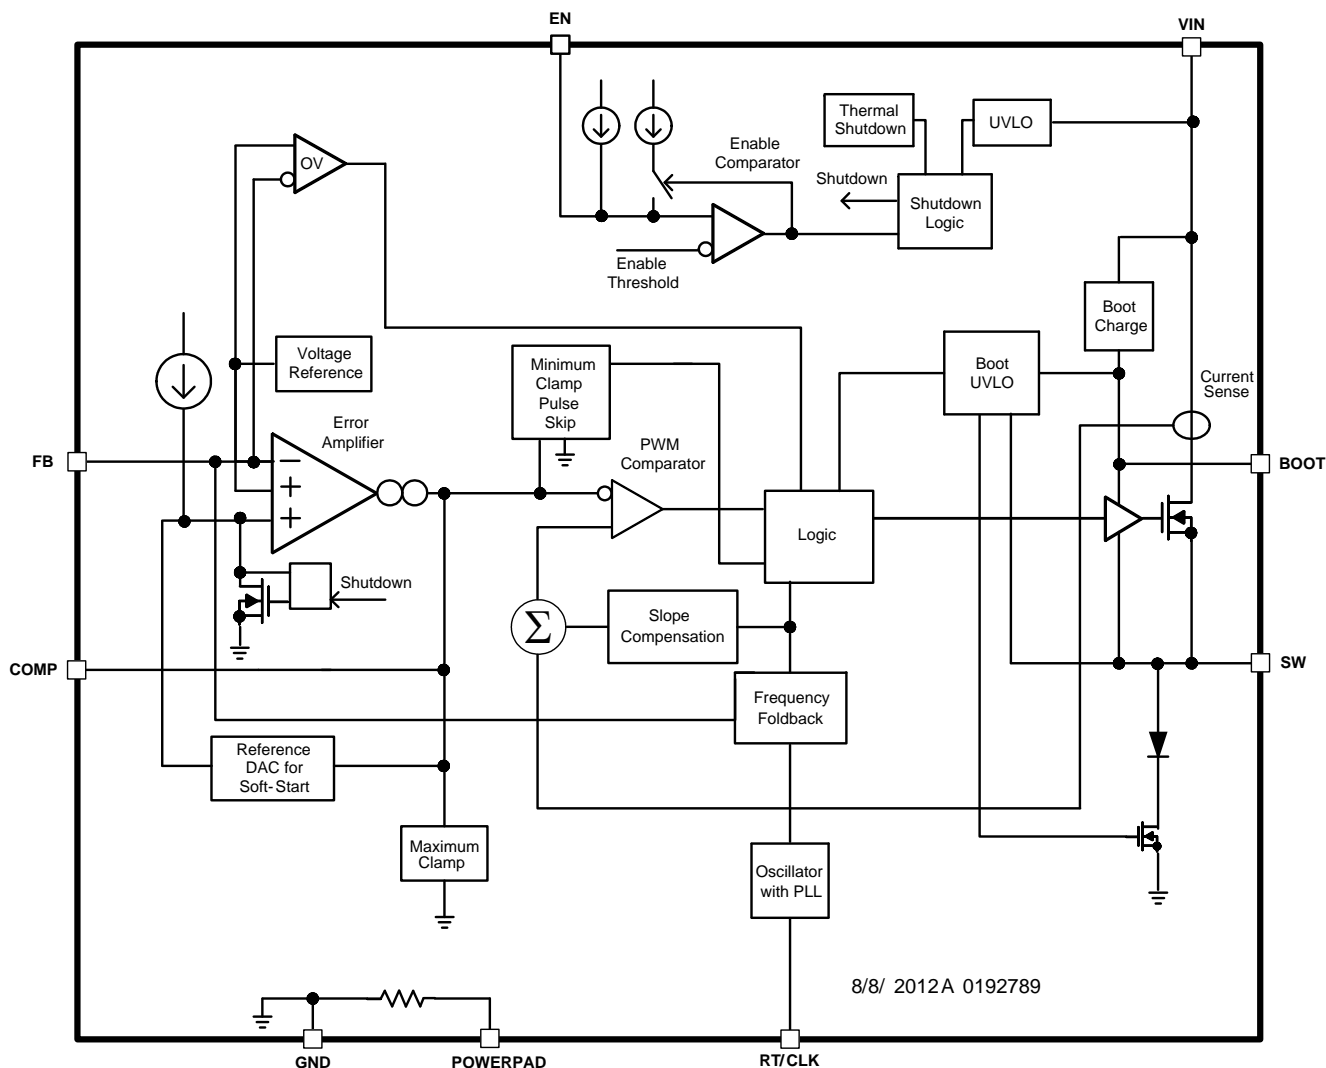 EN
VIN
Thermal
Shutdown
UVLO
Enable
Comparator
OV
Shutdown
Shutdown
Logic
Enable
Threshold
Boot
Charge
Voltage
Reference
Minimum
Clamp
Pulse
Skip
Boot
UVLO
Current
Sense
Error
Amplifier
PWM
Comparator
FB
BOOT
−
+
+
Logic
Shutdown
Slope
Compensation
Σ
COMP
SW
Frequency
Foldback
Reference
DAC for
Soft-Start
Maximum
Clamp
Oscillator
with PLL
8/8/ 2012A 0192789
GND
POWERPAD
RT/CLK